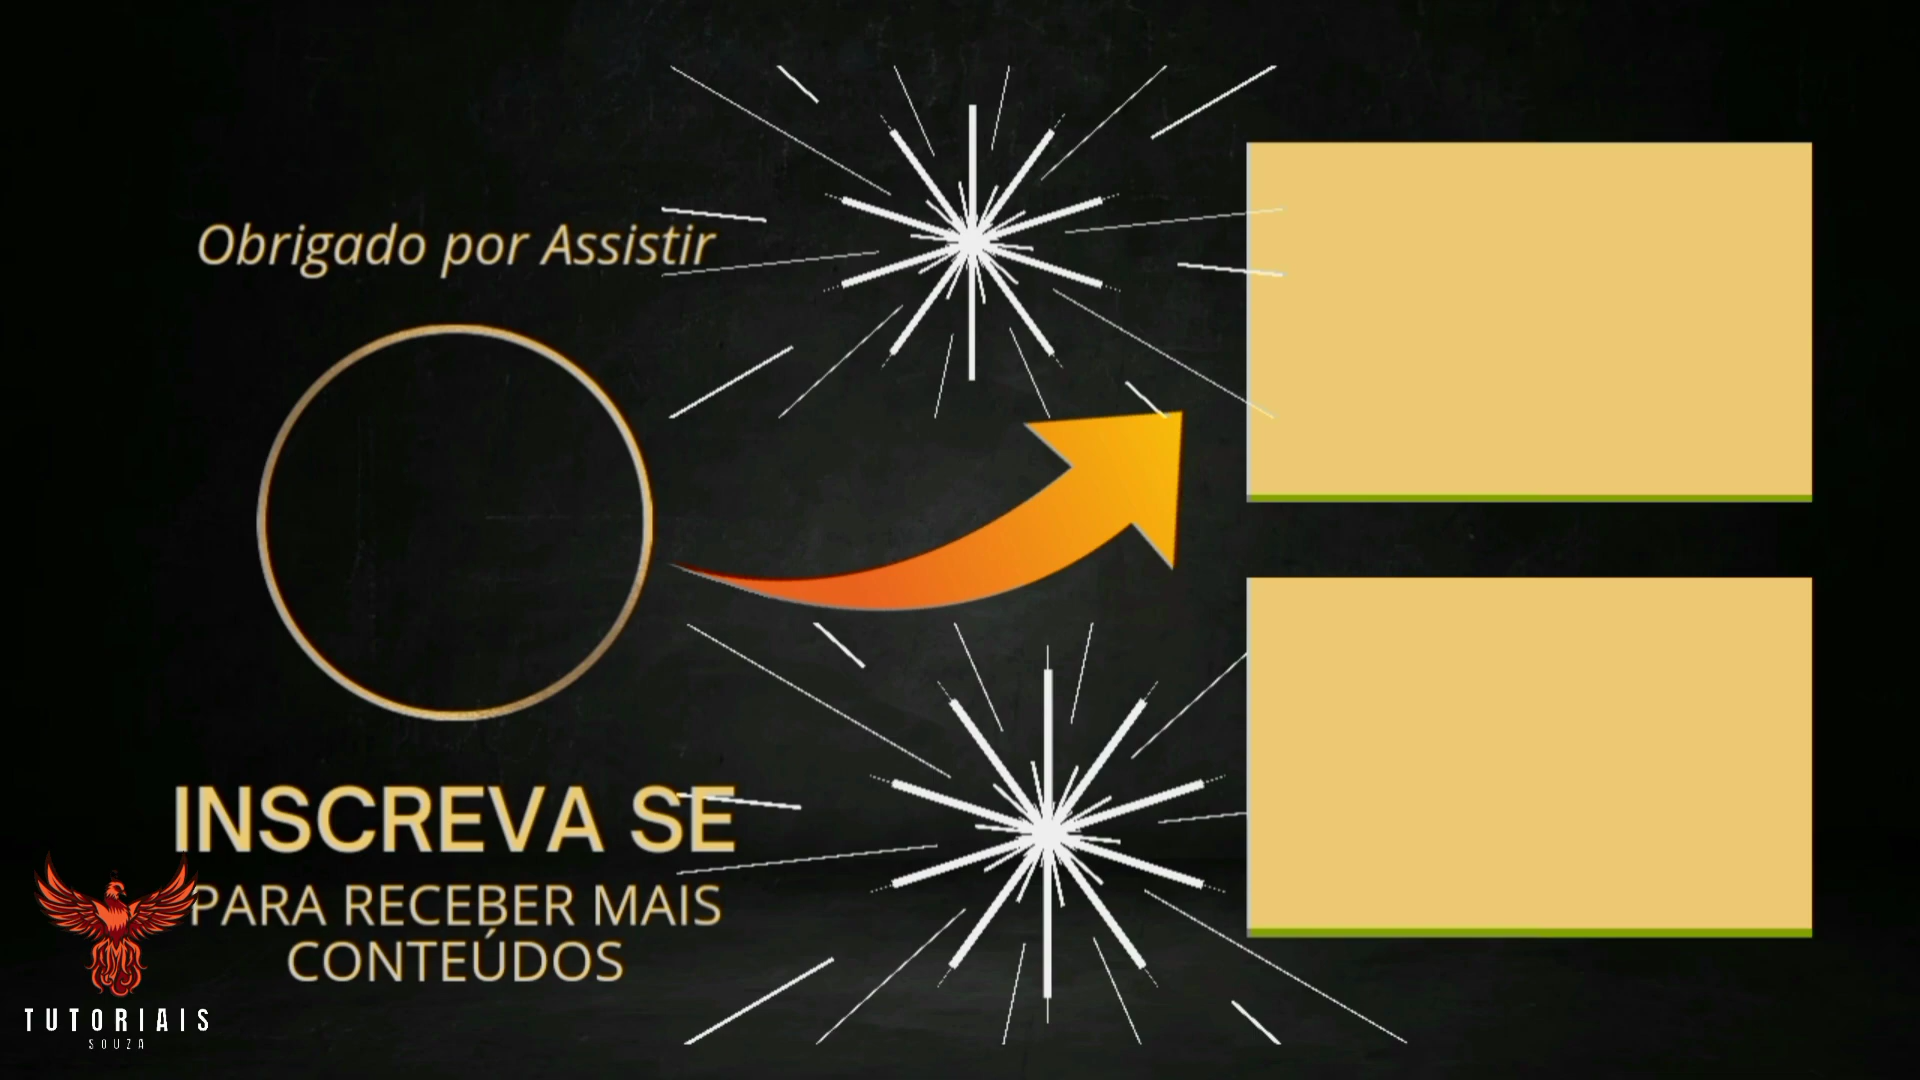 Obrigado por Assistir
INSCREVA SE
PARA RECEBER MAIS
CONTEÚDOS
TUTORIAIS
SOUZA